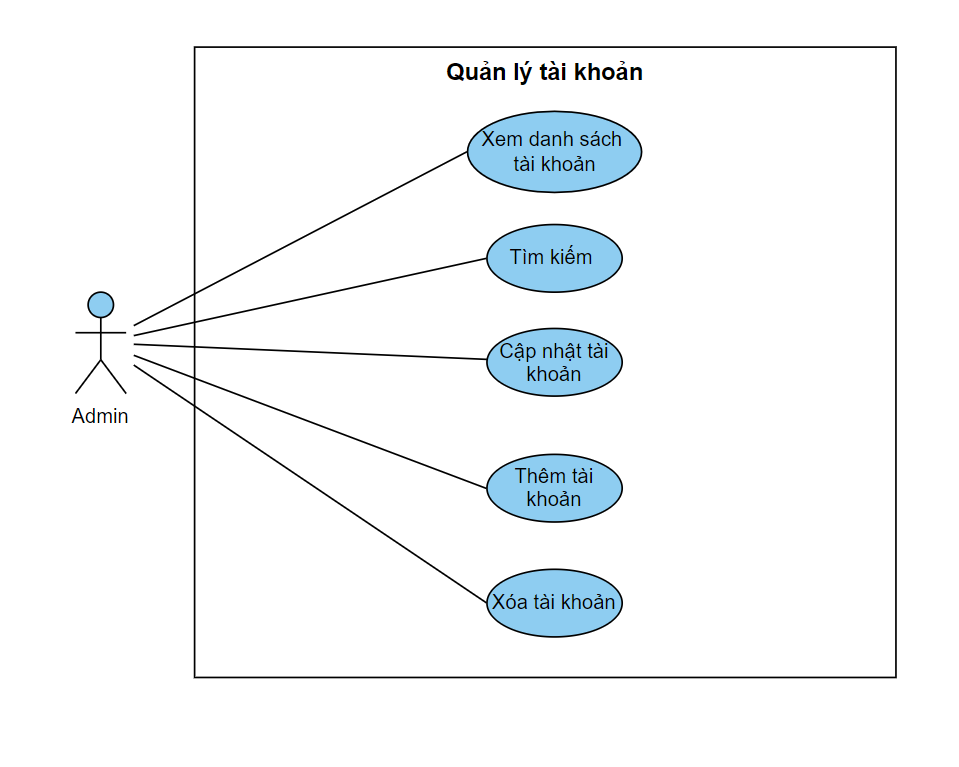 Quản lý tài khoản
Xem danh sách
tài khoản
Tìm kiếm
Cập nhật tài
khoản
Admin
Thêm tài
khoản
Xóa tài khoản